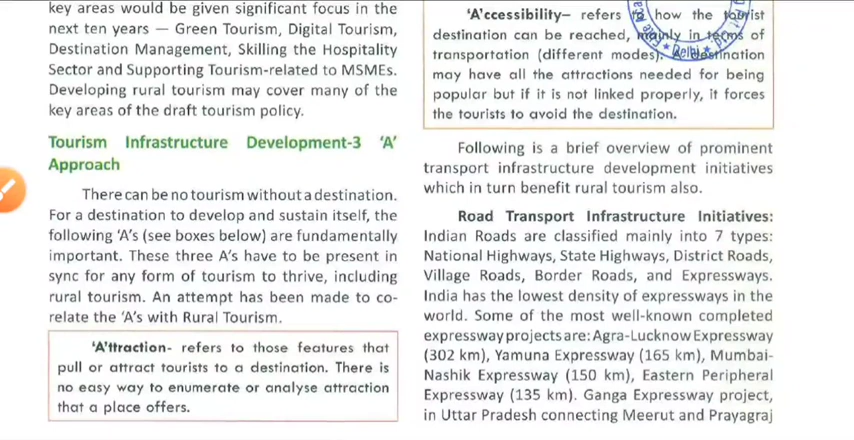 key areas would be given significant focus in the
next ten years — Green Tourism, Digital Tourism,
Destination Management, Skilling the Hospitality
Sector and Supporting Tourism-related to MSMEs.
Developing rural tourism may cover many of the
key areas of the draft tourism policy.
Tourism Infrastructure Development-3 'A'
Approach
There can be no tourism without a destination.
For a destination to develop and sustain itself, the
following 'A's (see boxes below) are fundamentally
important. These three A's have to be present in
sync for any form of tourism to thrive, including
rural tourism. An attempt has been made to co-
relate the 'A's with Rural Tourism.
'A'ttraction- refers to those features that
pull or attract tourists to a destination. There is
no easy way to enumerate or analyse attraction
that a place offers.
'A'ccessibility– refers to how the tourist
destination can be reached, mainly in terms of
transportation (different modes). A destination
may have all the attractions needed for being
popular but if it is not linked properly, it forces
the tourists to avoid the destination.
Delhi
Following is a brief overview of prominent
transport infrastructure development initiatives
which in turn benefit rural tourism also.
Road Transport Infrastructure Initiatives:
Indian Roads are classified mainly into 7 types:
National Highways, State Highways, District Roads,
Village Roads, Border Roads, and Expressways.
India has the lowest density of expressways in the
world. Some of the most well-known completed
expressway projects are: Agra-Lucknow Expressway
(302 km), Yamuna Expressway (165 km), Mumbai-
Nashik Expressway (150 km), Eastern Peripheral
Expressway (135 km). Ganga Expressway project,
in Uttar Pradesh connecting Meerut and Prayagraj